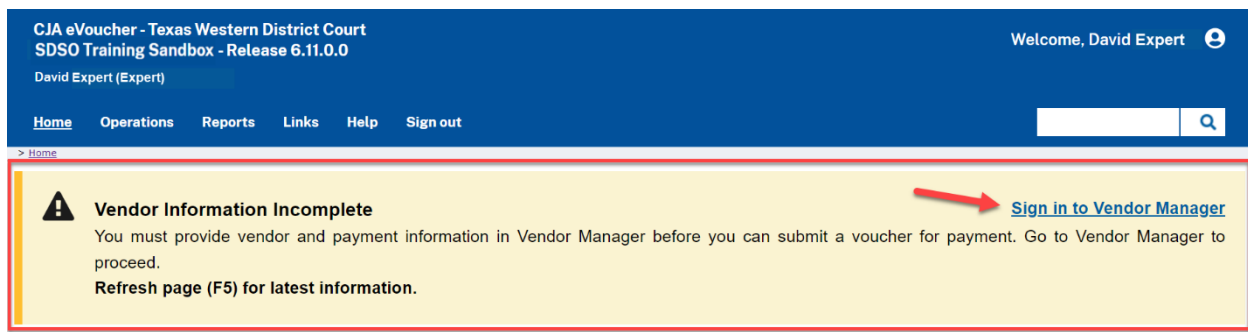 CJA eVoucher - Texas Western District Court
SDSO Training Sandbox - Release 6.11.0.0
Welcome, David Expert
David Expert (Expert)
Home Operations Reports Links Help Sign out
> Home
Vendor Information Incomplete
Sign in to Vendor Manager
You must provide vendor and payment information in Vendor Manager before you can submit a voucher for payment. Go to Vendor Manager to
proceed.
Refresh page (F5) for latest information.